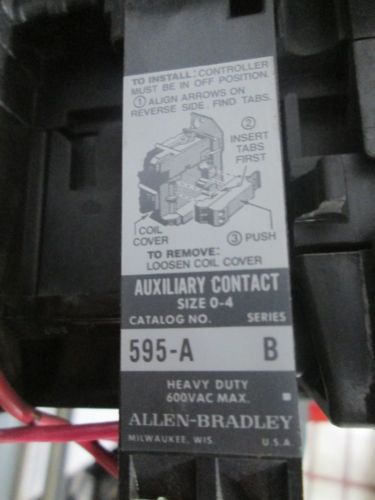 TO INSTALL: CONTROLLER
MUST BE IN OFF POSITION.
① ALIGN ARROWS ON
REVERSE SIDE. FIND TABS.
②
INSERT
TABS
FIRST
COIL
COVER
③ PUSH
TO REMOVE:
LOOSEN COIL COVER
AUXILIARY CONTACT
SIZE 0-4
CATALOG NO. SERIES
595-A B
HEAVY DUTY
600VAC MAX.
ALLEN-BRADLEY
MILWAUKEE, WIS. U.S.A.